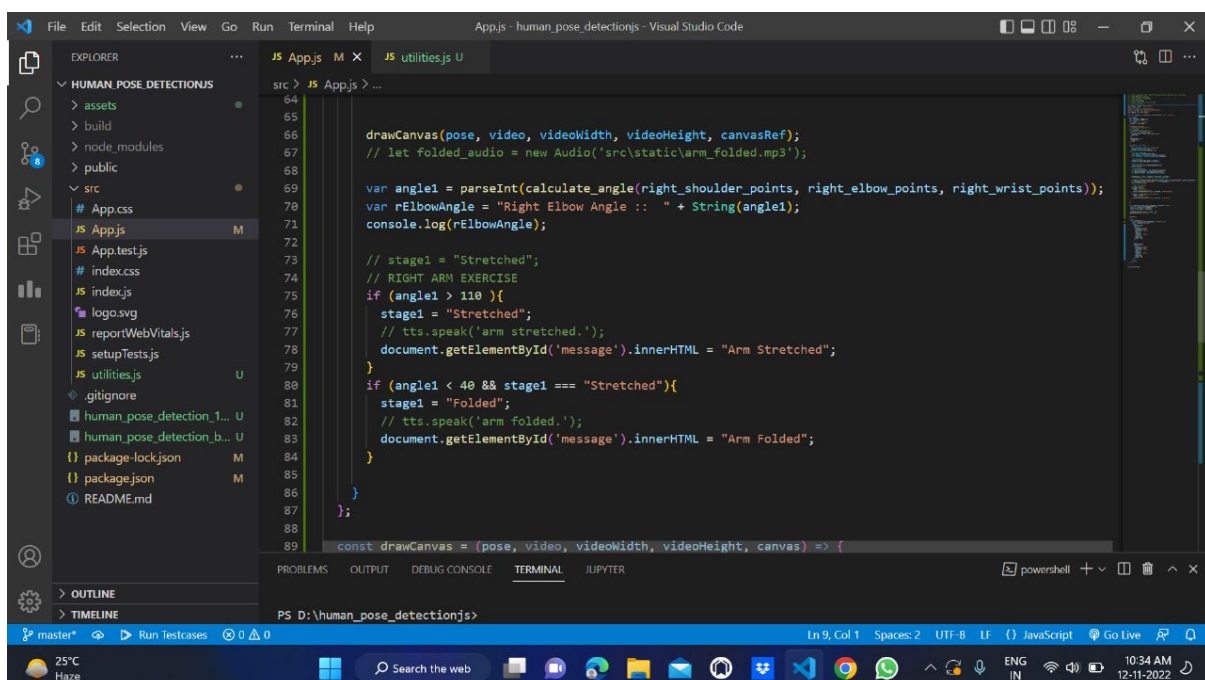 File Edit Selection View Go Run Terminal Help App.js - human_pose_detectionjs - Visual Studio Code
EXPLORER
HUMAN_POSE_DETECTIONJS
> assets
> build
> node_modules
> public
src
# App.css
JS App.js M
JS App.test.js
# index.css
JS index.js
logo.svg
JS reportWebVitals.js
JS setupTests.js
JS utilities.js U
.gitignore
human_pose_detection_1... U
human_pose_detection_b... U
{} package-lock.json M
{} package.json M
README.md
> OUTLINE
> TIMELINE
JS App.js M JS utilities.js U
src > JS App.js > ...
64
65
66 drawCanvas(pose, video, videoWidth, videoHeight, canvasRef);
67 // let folded_audio = new Audio('src\static\arm_folded.mp3');
68
69 var angle1 = parseInt(calculate_angle(right_shoulder_points, right_elbow_points, right_wrist_points));
70 var rElbowAngle = "Right Elbow Angle ::  " + String(angle1);
71 console.log(rElbowAngle);
72
73 // stage1 = "Stretched";
74 // RIGHT ARM EXERCISE
75 if (angle1 > 110 ){
76 stage1 = "Stretched";
77 // tts.speak('arm stretched.');
78 document.getElementById('message').innerHTML = "Arm Stretched";
79 }
80 if (angle1 < 40 && stage1 === "Stretched"){
81 stage1 = "Folded";
82 // tts.speak('arm folded.');
83 document.getElementById('message').innerHTML = "Arm Folded";
84 }
85
86 }
87 };
88
89 const drawCanvas = (pose, video, videoWidth, videoHeight, canvas) => {
PROBLEMS OUTPUT DEBUG CONSOLE TERMINAL JUPYTER powershell
PS D:\human_pose_detectionjs>
master* Run Testcases 0 0 Ln 9, Col 1 Spaces: 2 UTF-8 LF {} JavaScript Go Live
25°C
Haze
Search the web
ENG
IN
10:34 AM
12-11-2022